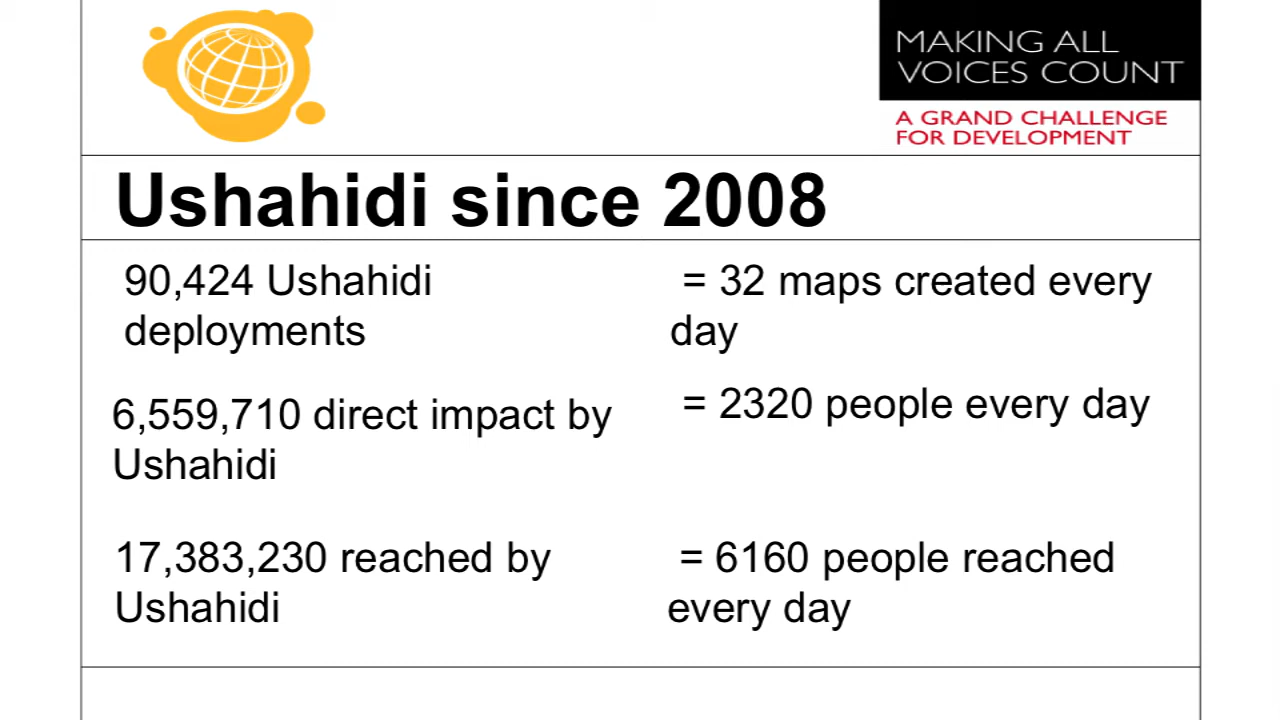 MAKING ALL
VOICES COUNT
A GRAND CHALLENGE
FOR DEVELOPMENT
Ushahidi since 2008
90,424 Ushahidi
deployments
= 32 maps created every
day
6,559,710 direct impact by
Ushahidi
= 2320 people every day
17,383,230 reached by
Ushahidi
= 6160 people reached
every day